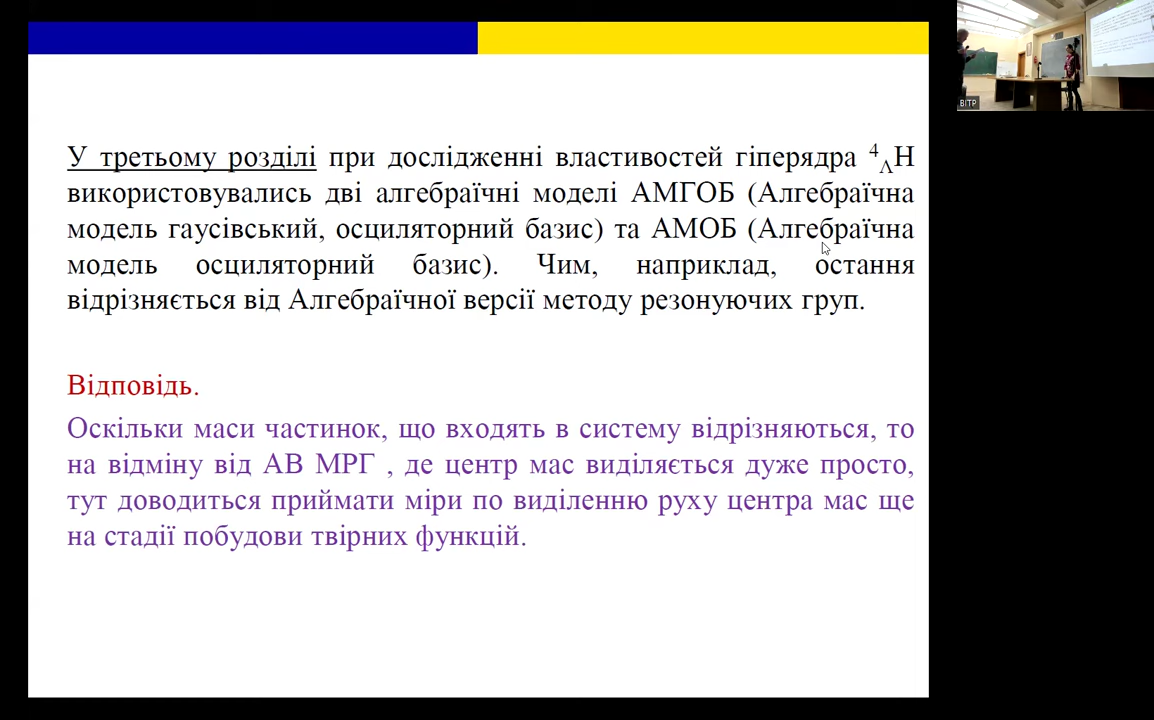 У третьому розділі при дослідженні властивостей гіперядра ⁴ΛH
використовувались дві алгебраїчні моделі АМГОБ (Алгебраїчна
модель гаусівський, осциляторний базис) та АМОБ (Алгебраїчна
модель осциляторний базис). Чим, наприклад, остання
відрізняється від Алгебраїчної версії методу резонуючих груп.
Відповідь.
Оскільки маси частинок, що входять в систему відрізняються, то
на відміну від АВ МРГ , де центр мас виділяється дуже просто,
тут доводиться приймати міри по виділенню руху центра мас ще
на стадії побудови твірних функцій.
ВІТР